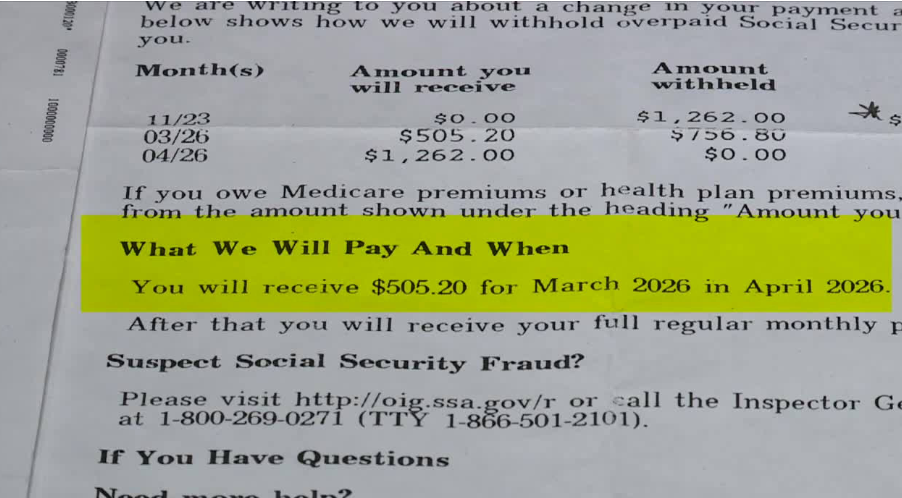 We are writing to you about a change in your payment
below shows how we will withhold overpaid Social
you.
Month(s) Amount you will receive Amount withheld
11/23 $0.00 $1,262.00 $
03/26 $505.20 $756.80
04/26 $1,262.00 $0.00
If you owe Medicare premiums or health plan premiums,
from the amount shown under the heading "Amount you
What We Will Pay And When
You will receive $505.20 for March 2026 in April 2026.
After that you will receive your full regular monthly
Suspect Social Security Fraud?
Please visit http://oig.ssa.gov/r or call the Inspector
at 1-800-269-0271 (TTY 1-866-501-2101).
If You Have Questions
Need more help?